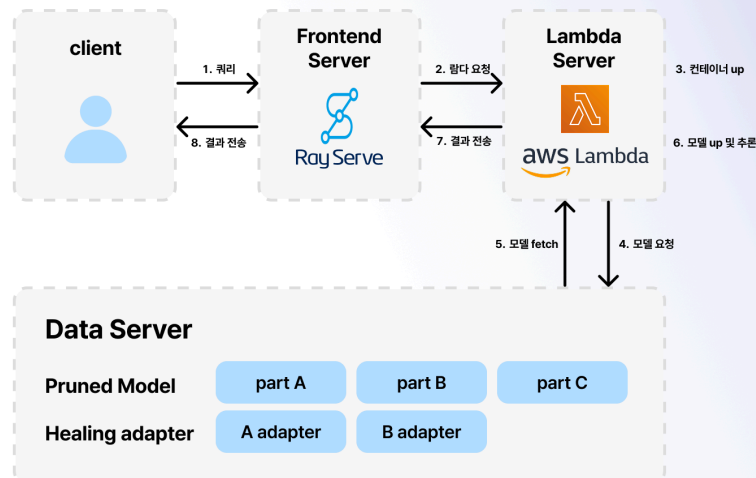 client
Frontend
Server
Lambda
Server
1. 쿼리
2. 람다 요청
3. 컨테이너 up
Ray Serve
aws Lambda
8. 결과 전송
7. 결과 전송
6. 모델 up 및 추론
5. 모델 fetch
4. 모델 요청
Data Server
Pruned Model
part A
part B
part C
Healing adapter
A adapter
B adapter